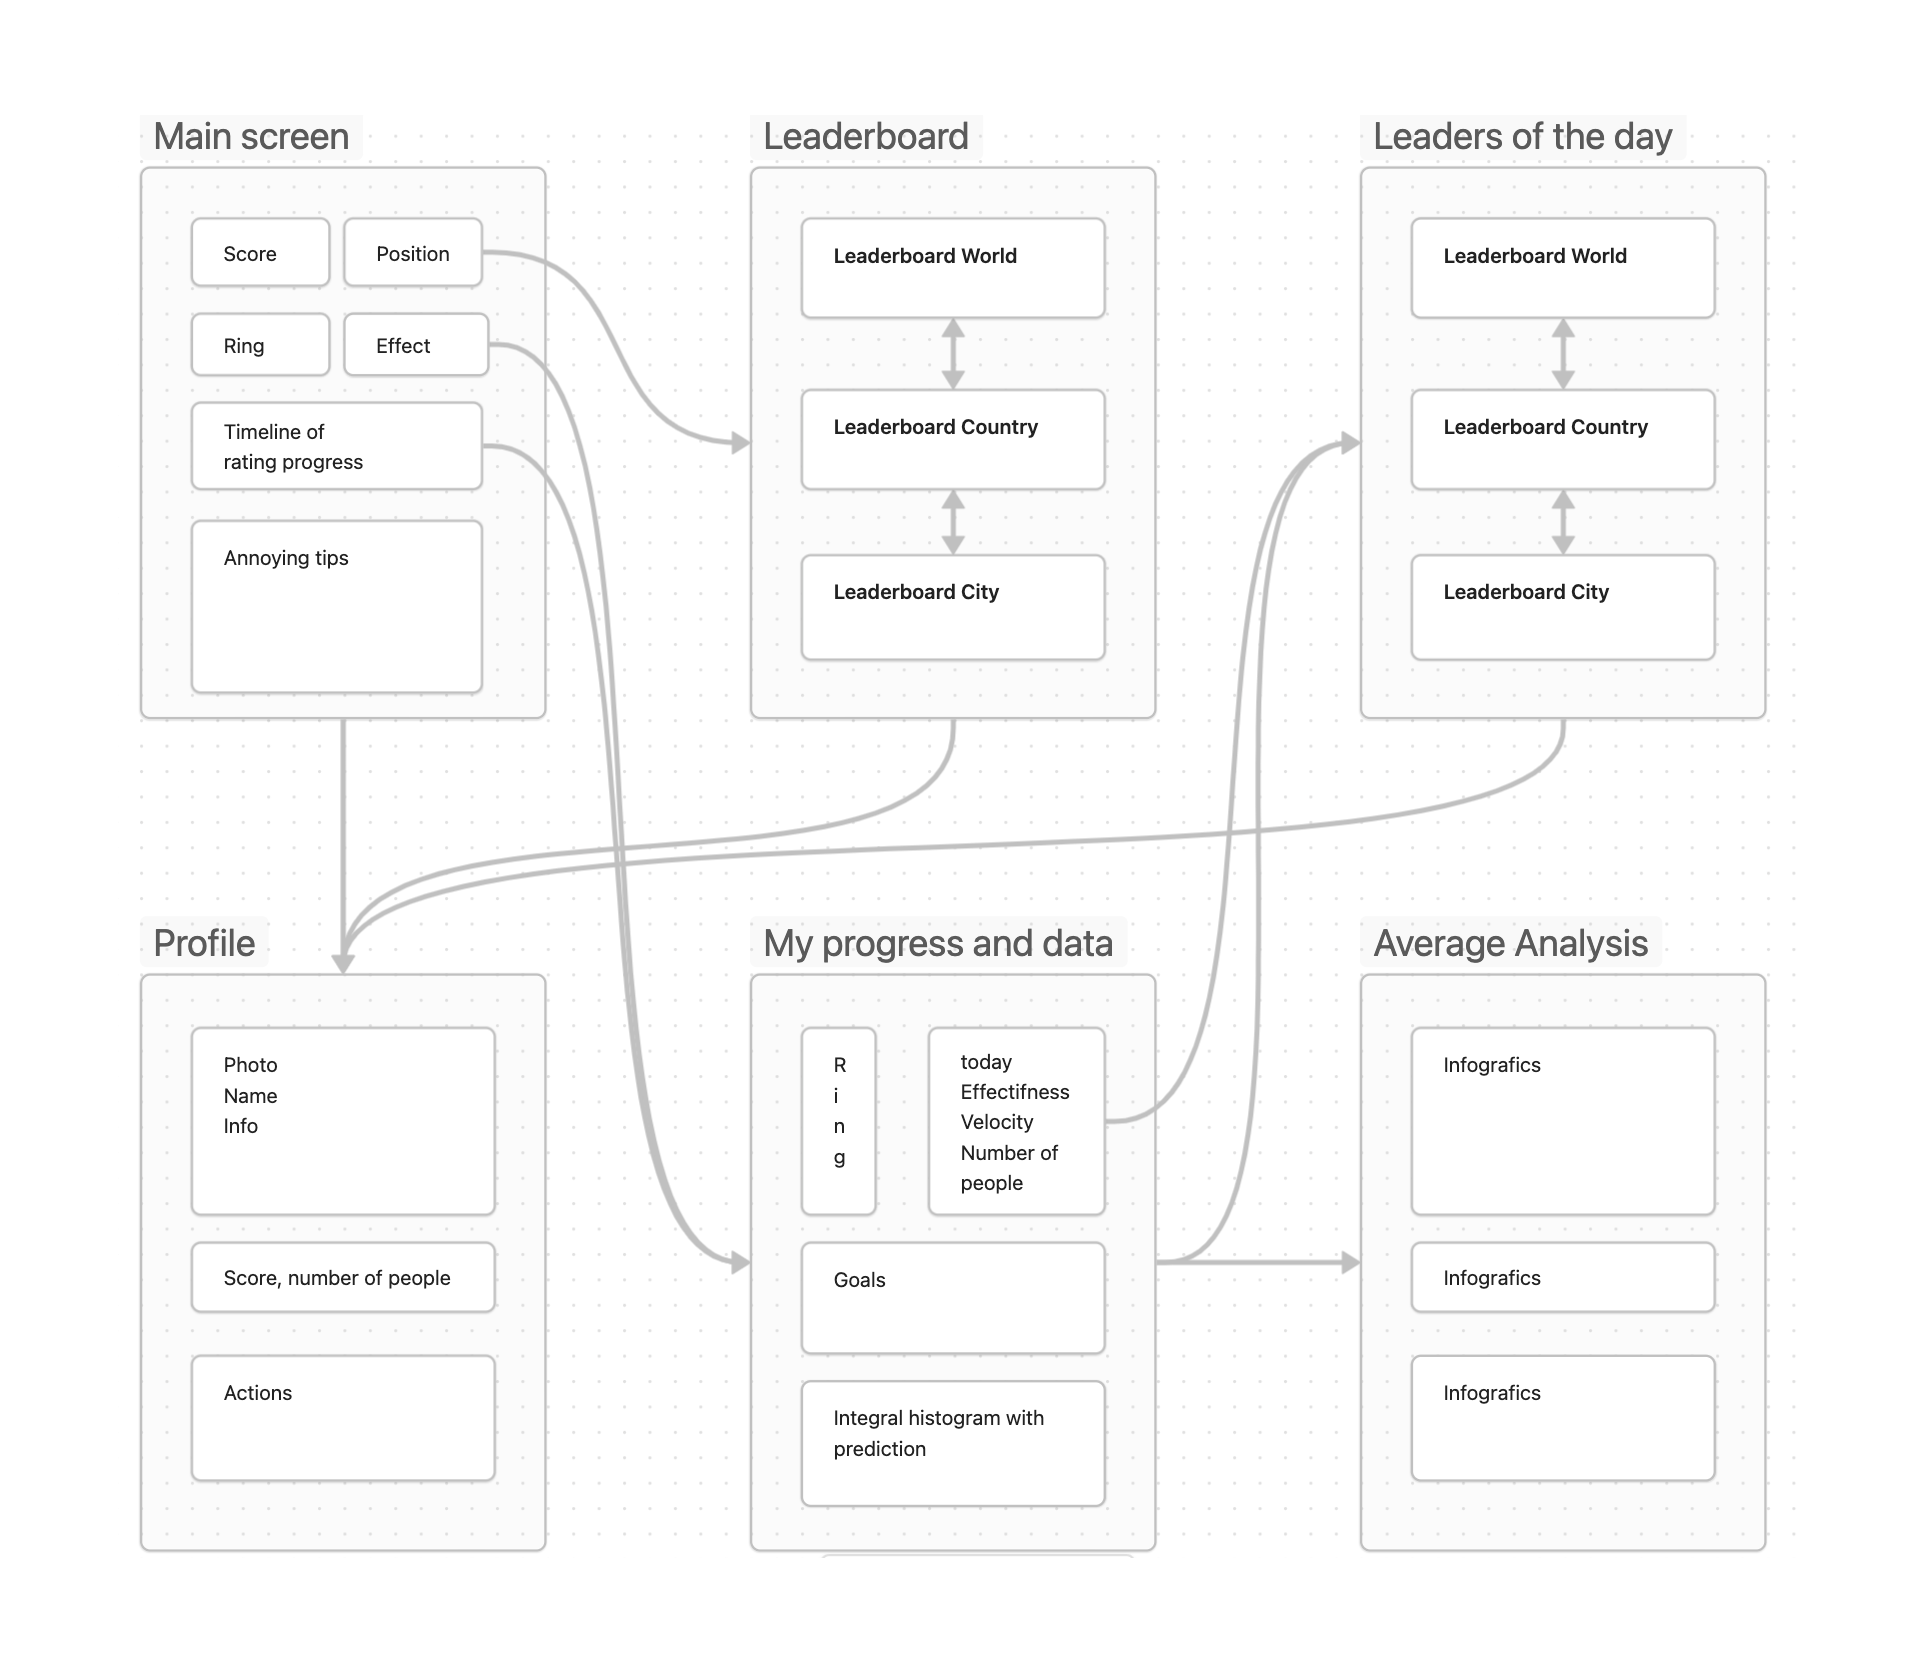 Main screen
Score
Position
Ring
Effect
Timeline of
rating progress
Annoying tips
Leaderboard
Leaderboard World
Leaderboard Country
Leaderboard City
Leaders of the day
Leaderboard World
Leaderboard Country
Leaderboard City
Profile
Photo
Name
Info
Score, number of people
Actions
My progress and data
R
i
n
g
today
Effectifness
Velocity
Number of
people
Goals
Integral histogram with
prediction
Average Analysis
Infografics
Infografics
Infografics